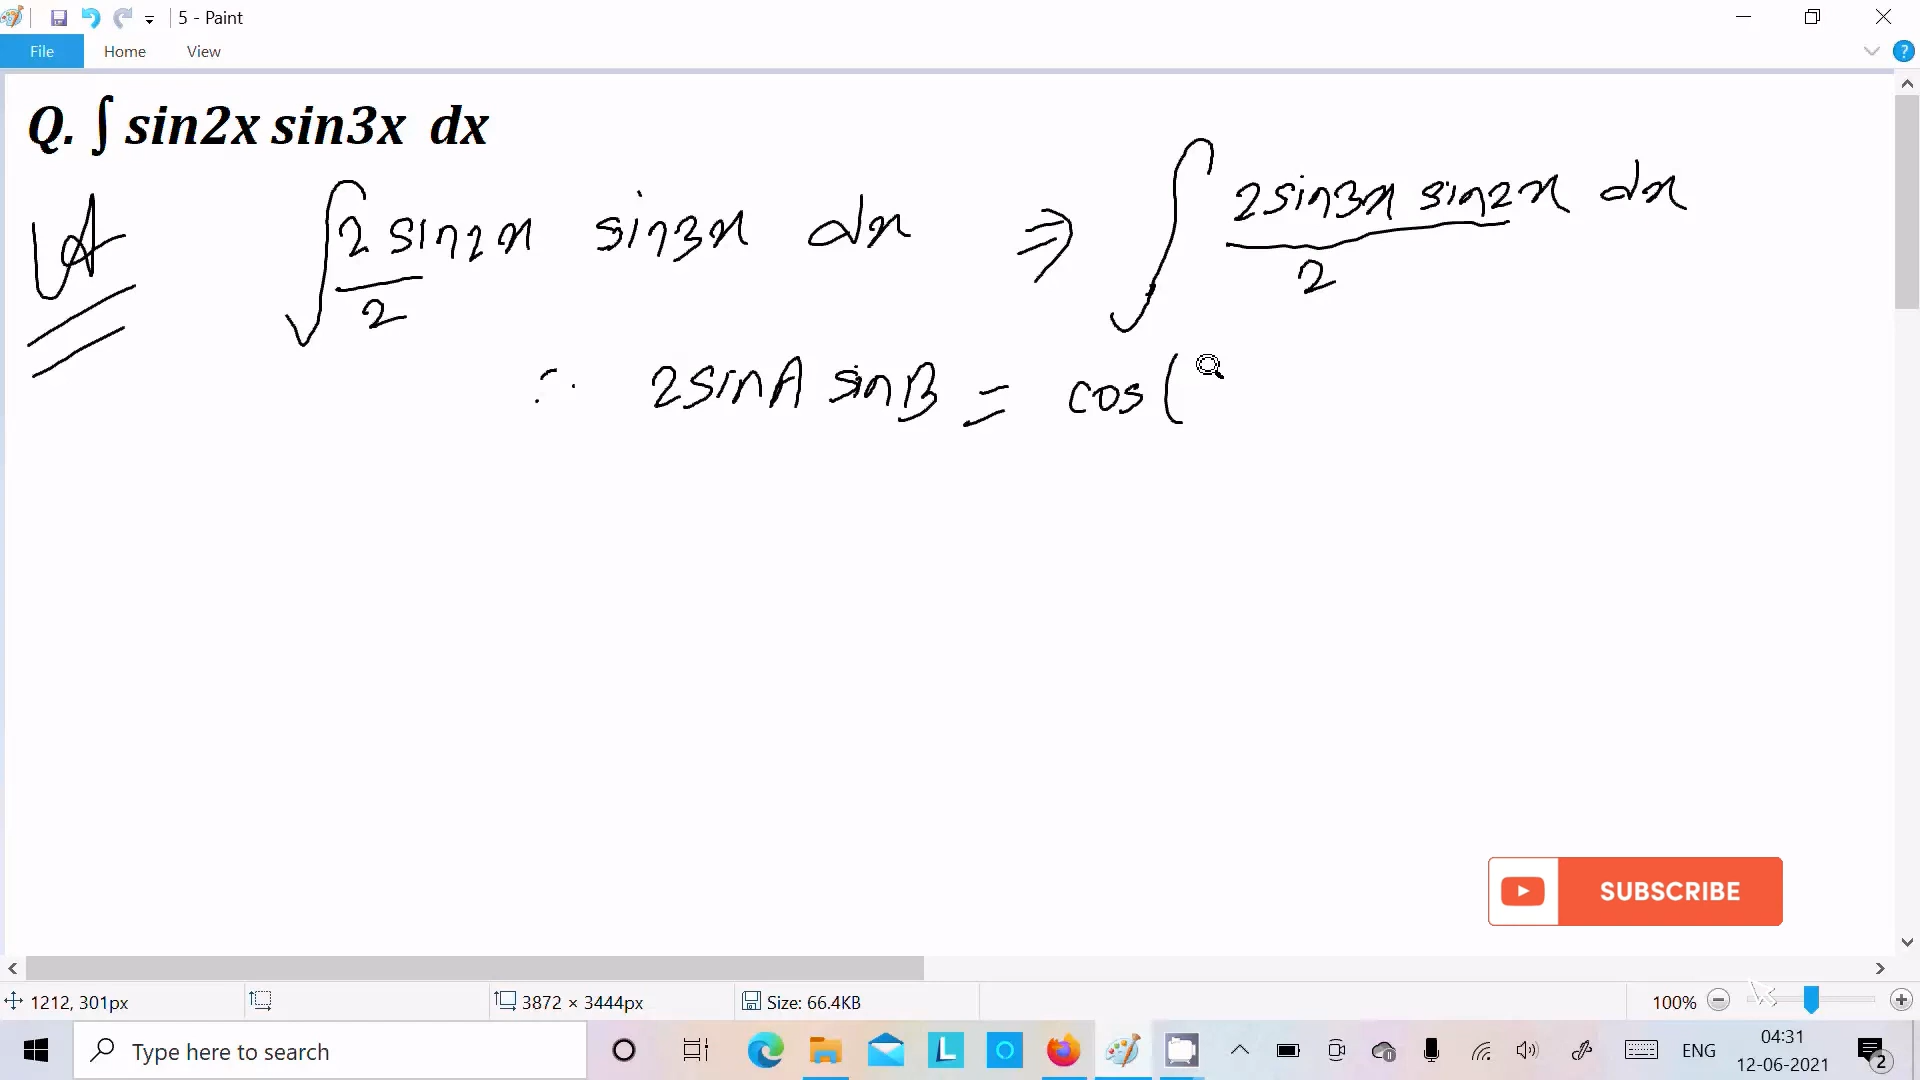 5 - Paint
File Home View
Q. ∫ sin2x sin3x dx
∫ 2 sin2x sin3x dx ⇒ ∫ 2sin3x sin2x dx
2 2
∴ 2sinA sinB = cos(
SUBSCRIBE
1212, 301px 3872 × 3444px Size: 66.4KB 100%
Type here to search ENG 04:31
12-06-2021 2